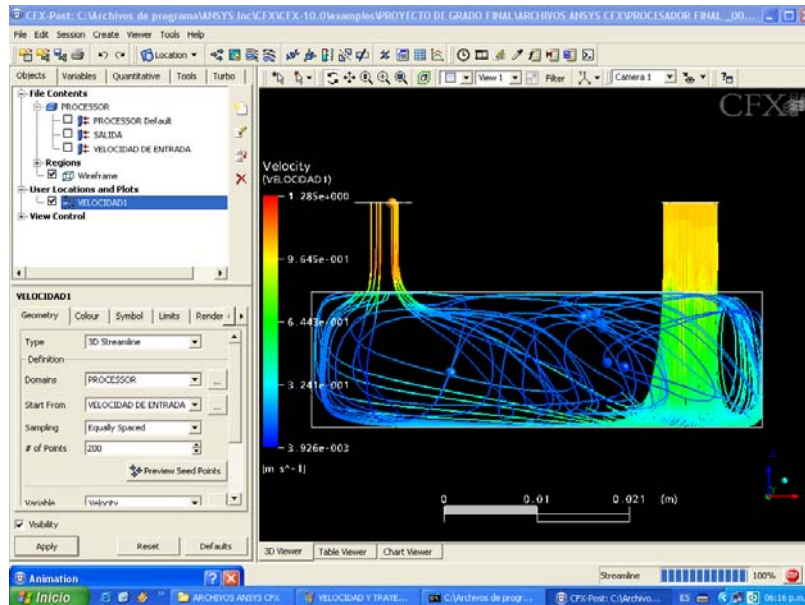 CFX-Post: C:\Archivos de programa\ANSYS Inc\CFX\CFX-10.0\examples\PROYECTO DE GRADO FINAL\ARCHIVOS ANSYS CFX\PROCESADOR FINAL _00...
File Edit Session Create Viewer Tools Help
Location
Objects Variables Quantitative Tools Turbo
View 1 Filter Camera 1
File Contents
PROCESSOR
PROCESSOR Default
SALIDA
VELOCIDAD DE ENTRADA
Regions
Wireframe
User Locations and Plots
VELOCIDAD1
View Control
CFX
Velocity
(VELOCIDAD1)
1.285e+000
9.645e-001
6.443e-001
3.241e-001
3.926e-003
[m s^-1]
0 0.01 0.021 (m)
VELOCIDAD1
Geometry Colour Symbol Limits Render
Type 3D Streamline
Definition
Domains PROCESSOR ...
Start From VELOCIDAD DE ENTRADA ...
Sampling Equally Spaced
# of Points 200
Preview Seed Points
Variable Velocity
Visibility
Apply Reset Defaults
3D Viewer Table Viewer Chart Viewer
Streamline 100%
Animation
Inicio ARCHIVOS ANSYS CFX VELOCIDAD Y TRAYE... C:\Archivos de progr... CFX-Post: C:\Archivo... ES 06:16 p.m.